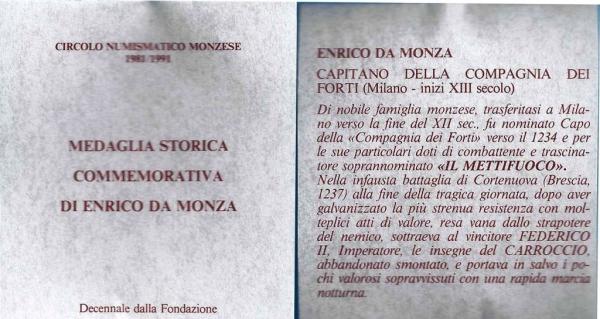 CIRCOLO NUMISMATICO MONZESE
1981/1991
MEDAGLIA STORICA
COMMEMORATIVA
DI ENRICO DA MONZA
Decennale dalla Fondazione
ENRICO DA MONZA
CAPITANO DELLA COMPAGNIA DEI
FORTI (Milano - inizi XIII secolo)
Di nobile famiglia monzese, trasferitasi a Mila-
no verso la fine del XII sec., fu nominato Capo
della «Compagnia dei Forti» verso il 1234 e per
le sue particolari doti di combattente e trascina-
tore soprannominato «IL METTIFUOCO».
Nella infausta battaglia di Cortenuova (Brescia,
1237) alla fine della tragica giornata, dopo aver
galvanizzato la più strenua resistenza con mol-
teplici atti di valore, resa vana dallo strapotere
del nemico, sottraeva al vincitore FEDERICO
II, Imperatore, le insegne del CARROCCIO,
abbandonato smontato, e portava in salvo i po-
chi valorosi sopravvissuti con una rapida marcia
notturna.